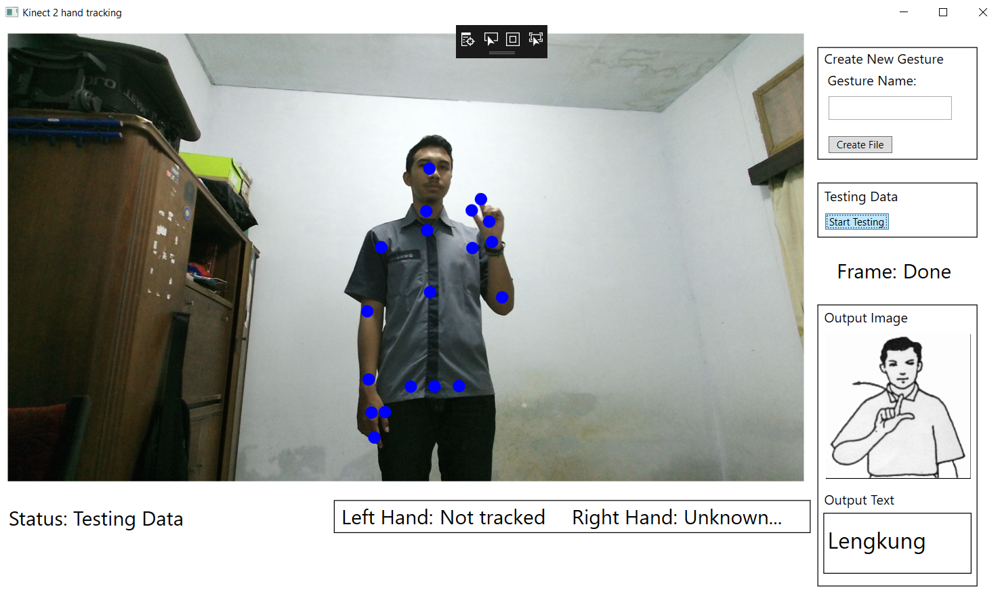 Kinect 2 hand tracking
Create New Gesture
Gesture Name:
Create File
Testing Data
Start Testing
Frame: Done
Output Image
Output Text
Lengkung
Status: Testing Data
Left Hand: Not tracked
Right Hand: Unknown...